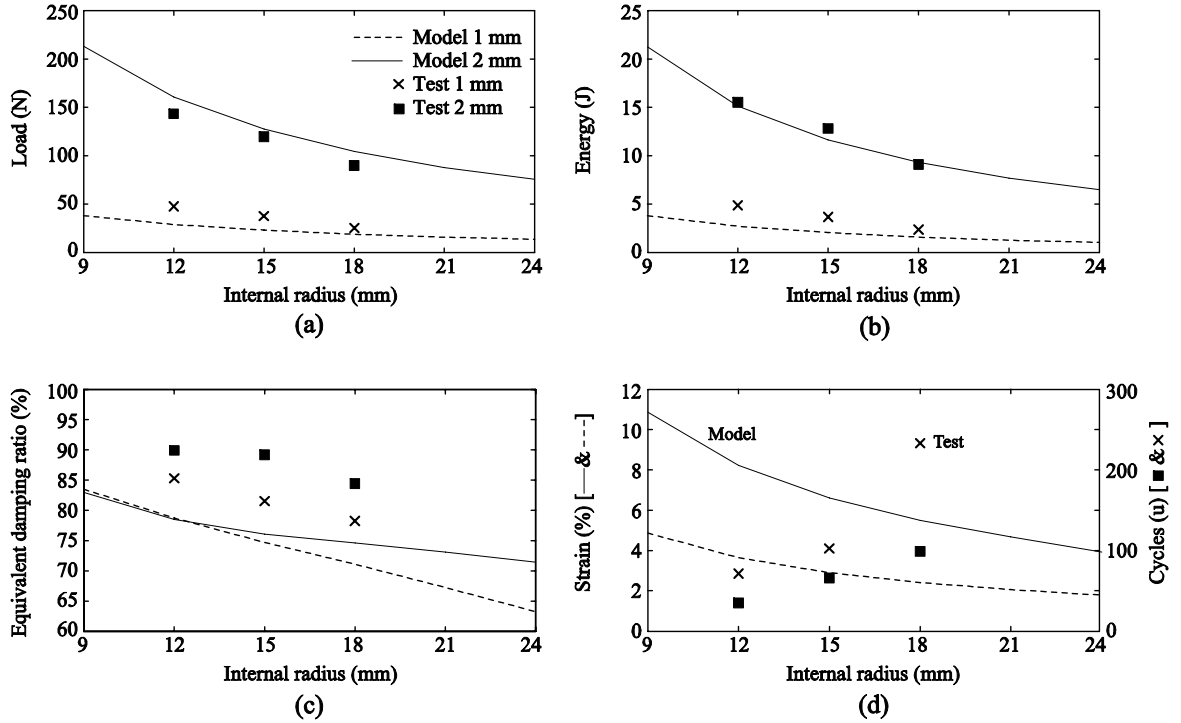 250
200
150
100
50
0
Load (N)
Model 1 mm
Model 2 mm
Test 1 mm
Test 2 mm
9 12 15 18 21 24
Internal radius (mm)
(a)
25
20
15
10
5
0
Energy (J)
9 12 15 18 21 24
Internal radius (mm)
(b)
100
95
90
85
80
75
70
65
60
Equivalent damping ratio (%)
9 12 15 18 21 24
Internal radius (mm)
(c)
12
10
8
6
4
2
0
Strain (%) [—& ---]
Model
Test
300
200
100
0
Cycles (u) [■ &×]
9 12 15 18 21 24
Internal radius (mm)
(d)